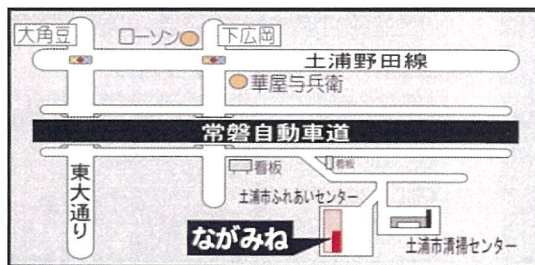 大角豆
ローソン
下広岡
土浦野田線
華屋与兵衛
常磐自動車道
東大通り
看板
看板
土浦市ふれあいセンター
ながみね
土浦市清掃センター